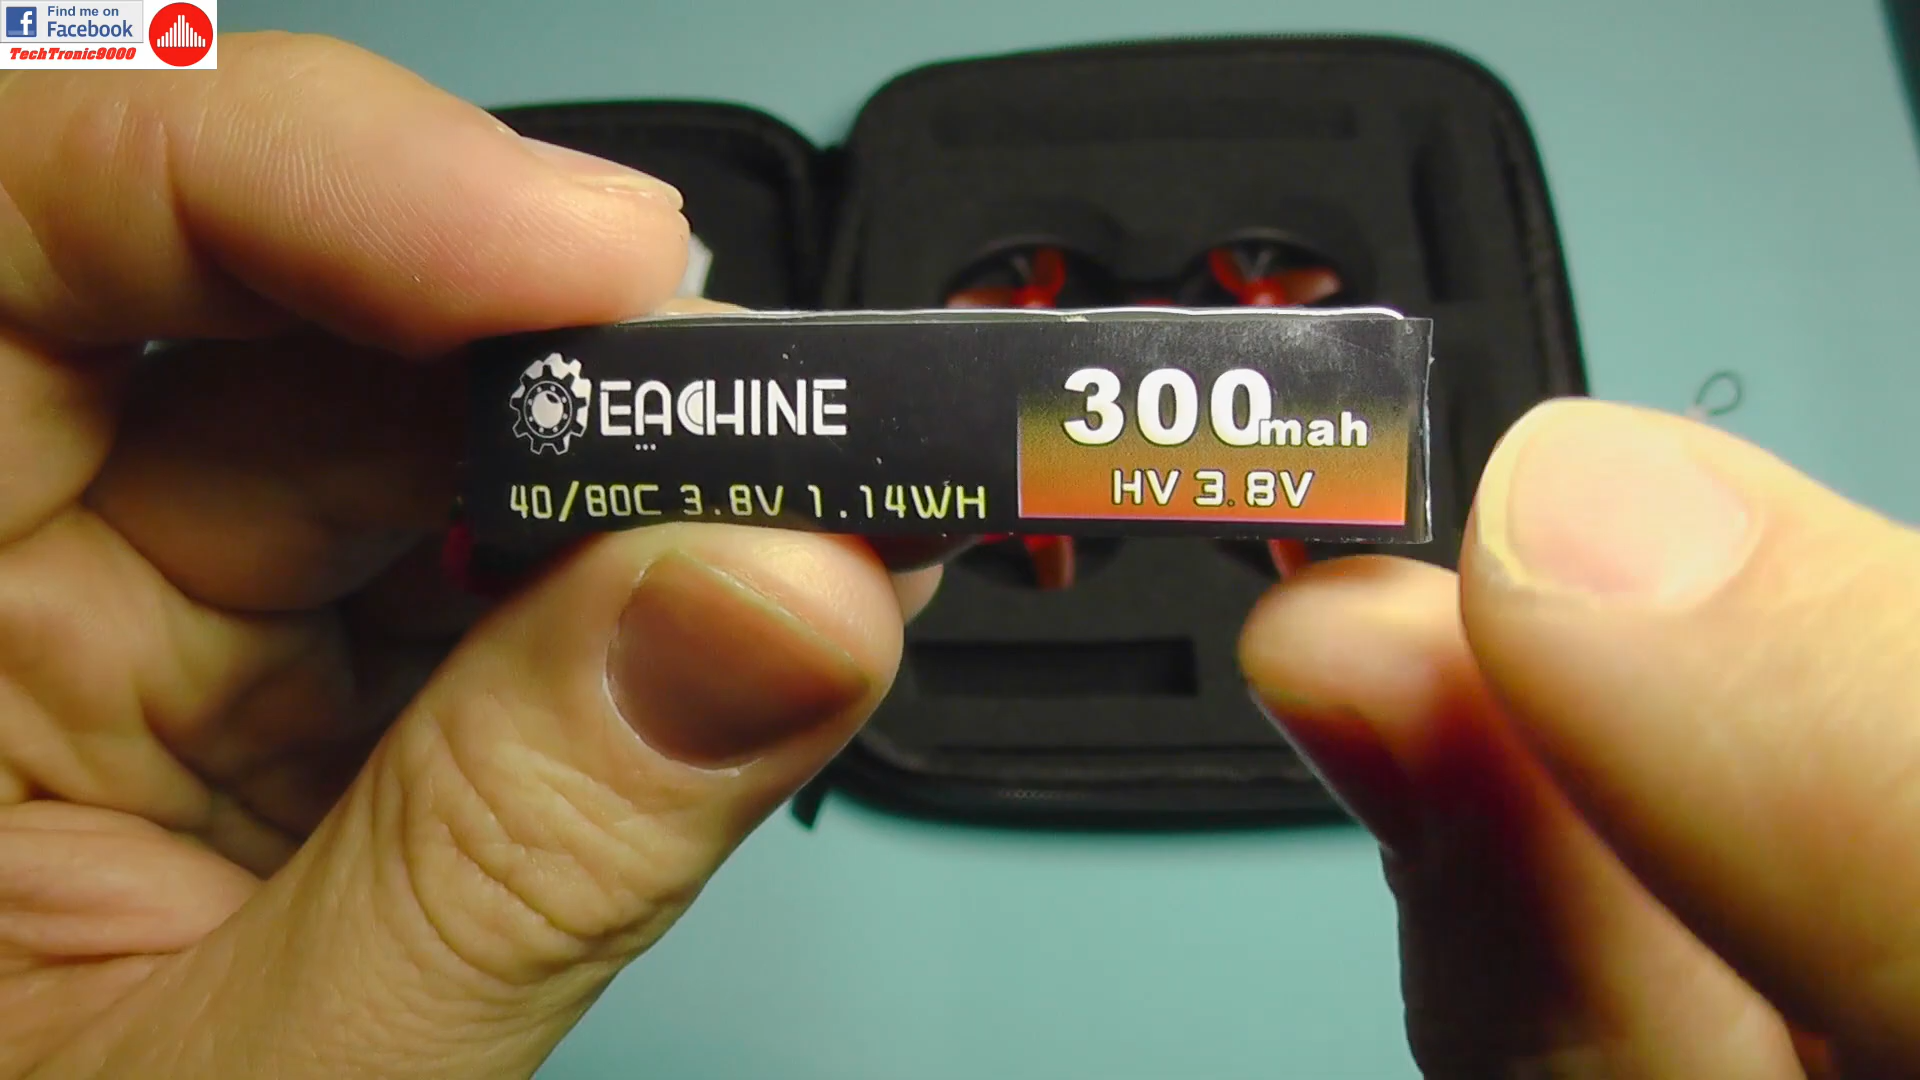 Find me on
Facebook
TechTronic9000
EACHINE
40/80C 3.8V 1.14WH
300mah
HV 3.8V